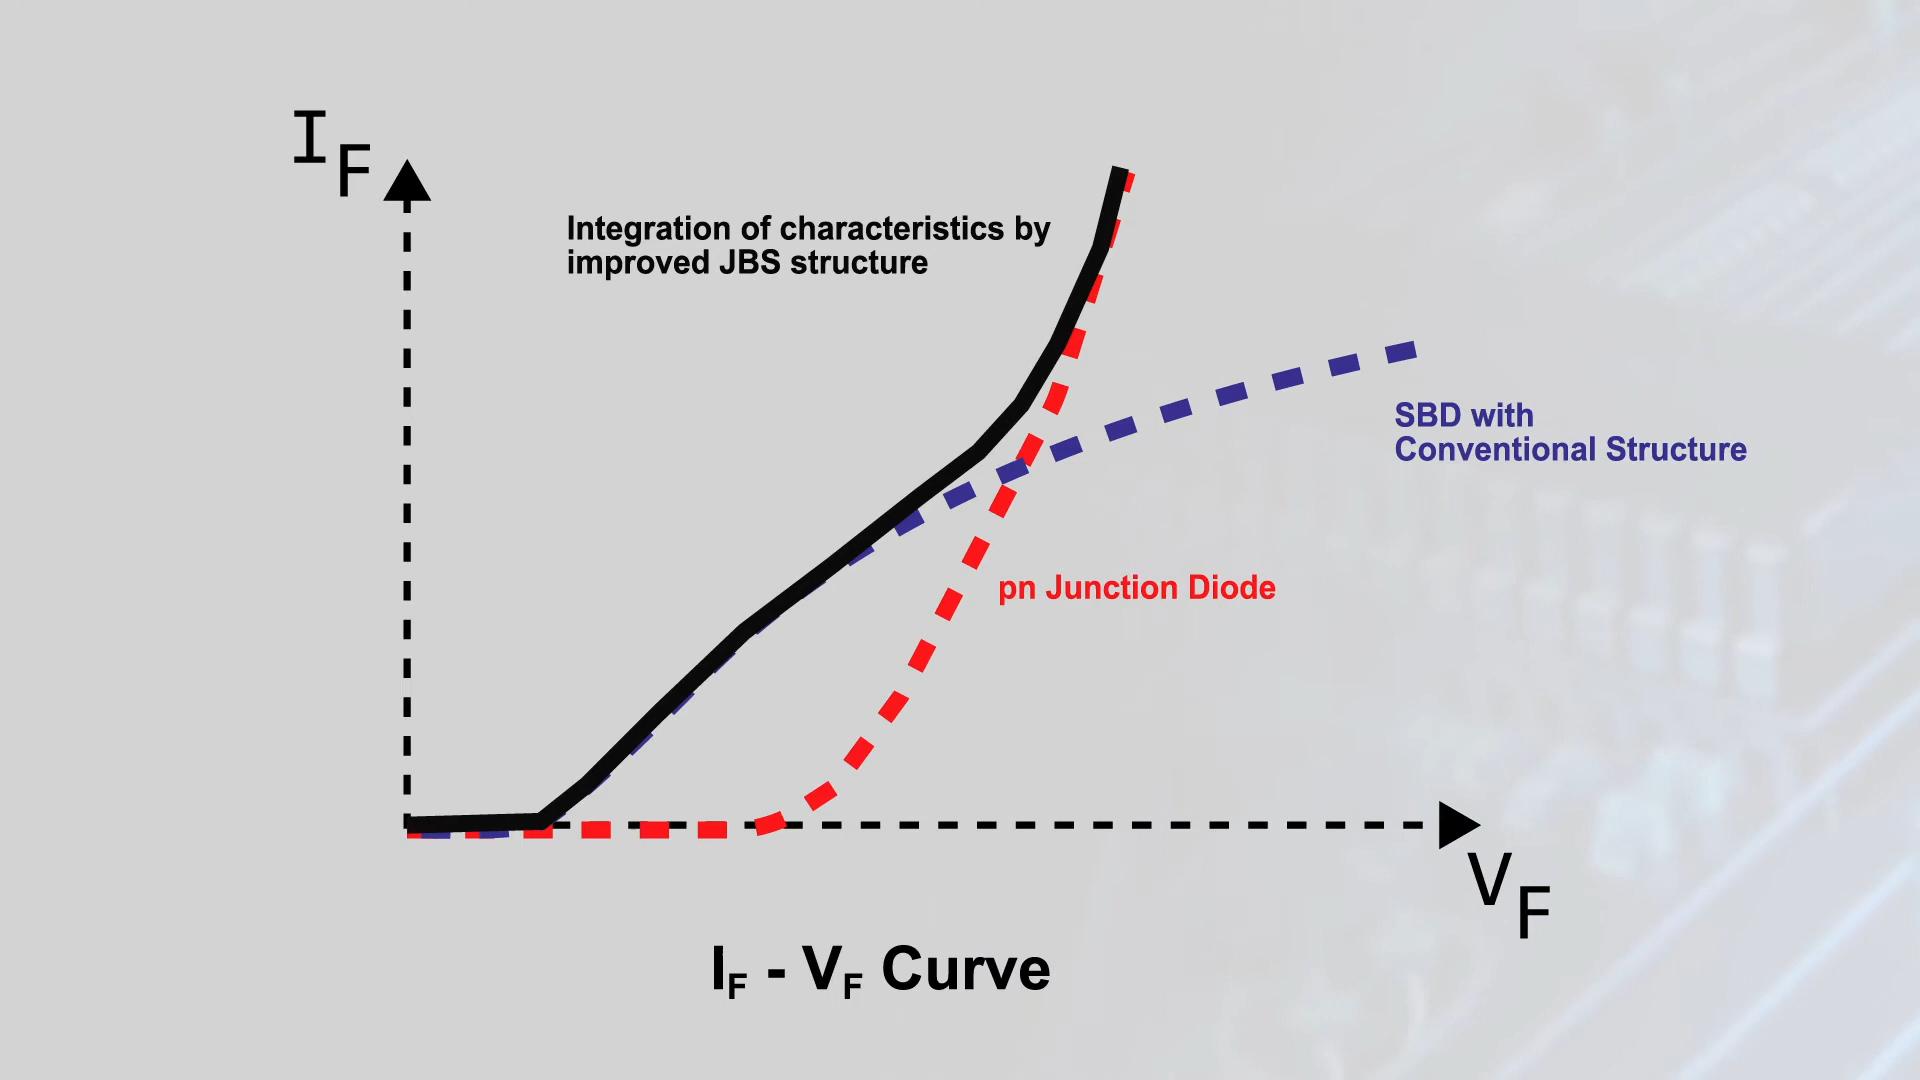 IF
Integration of characteristics by
improved JBS structure
SBD with
Conventional Structure
pn Junction Diode
VF
IF - VF Curve